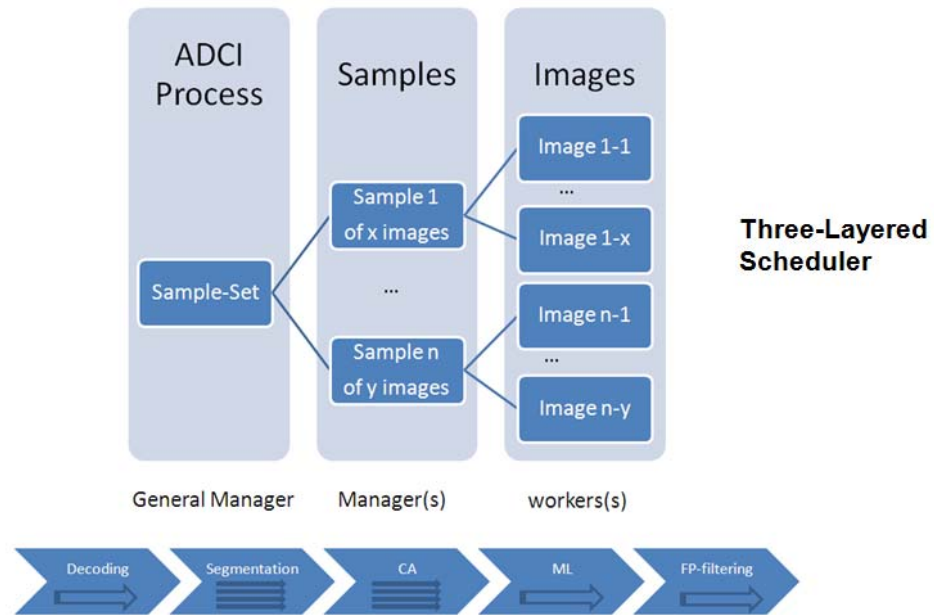 ADCI
Process
Samples
Images
Sample-Set
Sample 1
of x images
...
Sample n
of y images
Image 1-1
...
Image 1-x
Image n-1
...
Image n-y
Three-Layered
Scheduler
General Manager
Manager(s)
workers(s)
Decoding
Segmentation
CA
ML
FP-filtering